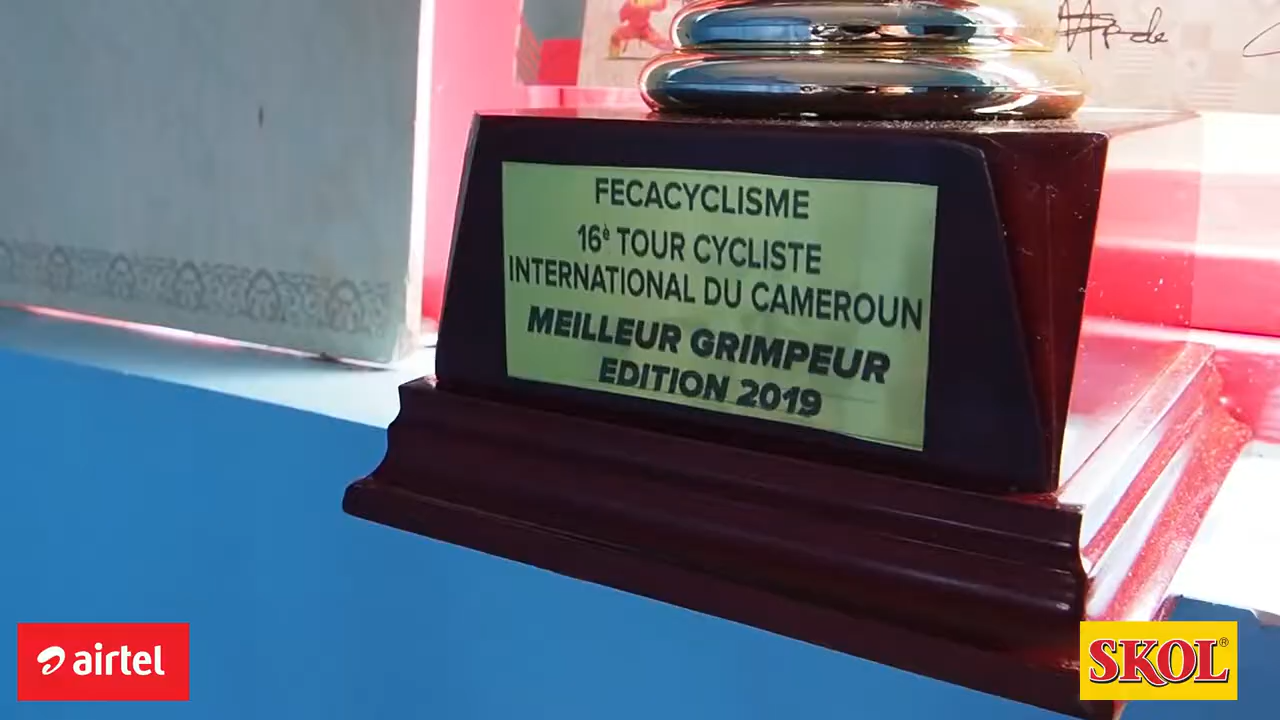 FECACYCLISME
16è TOUR CYCLISTE
INTERNATIONAL DU CAMEROUN
MEILLEUR GRIMPEUR
EDITION 2019
airtel
SKOL®